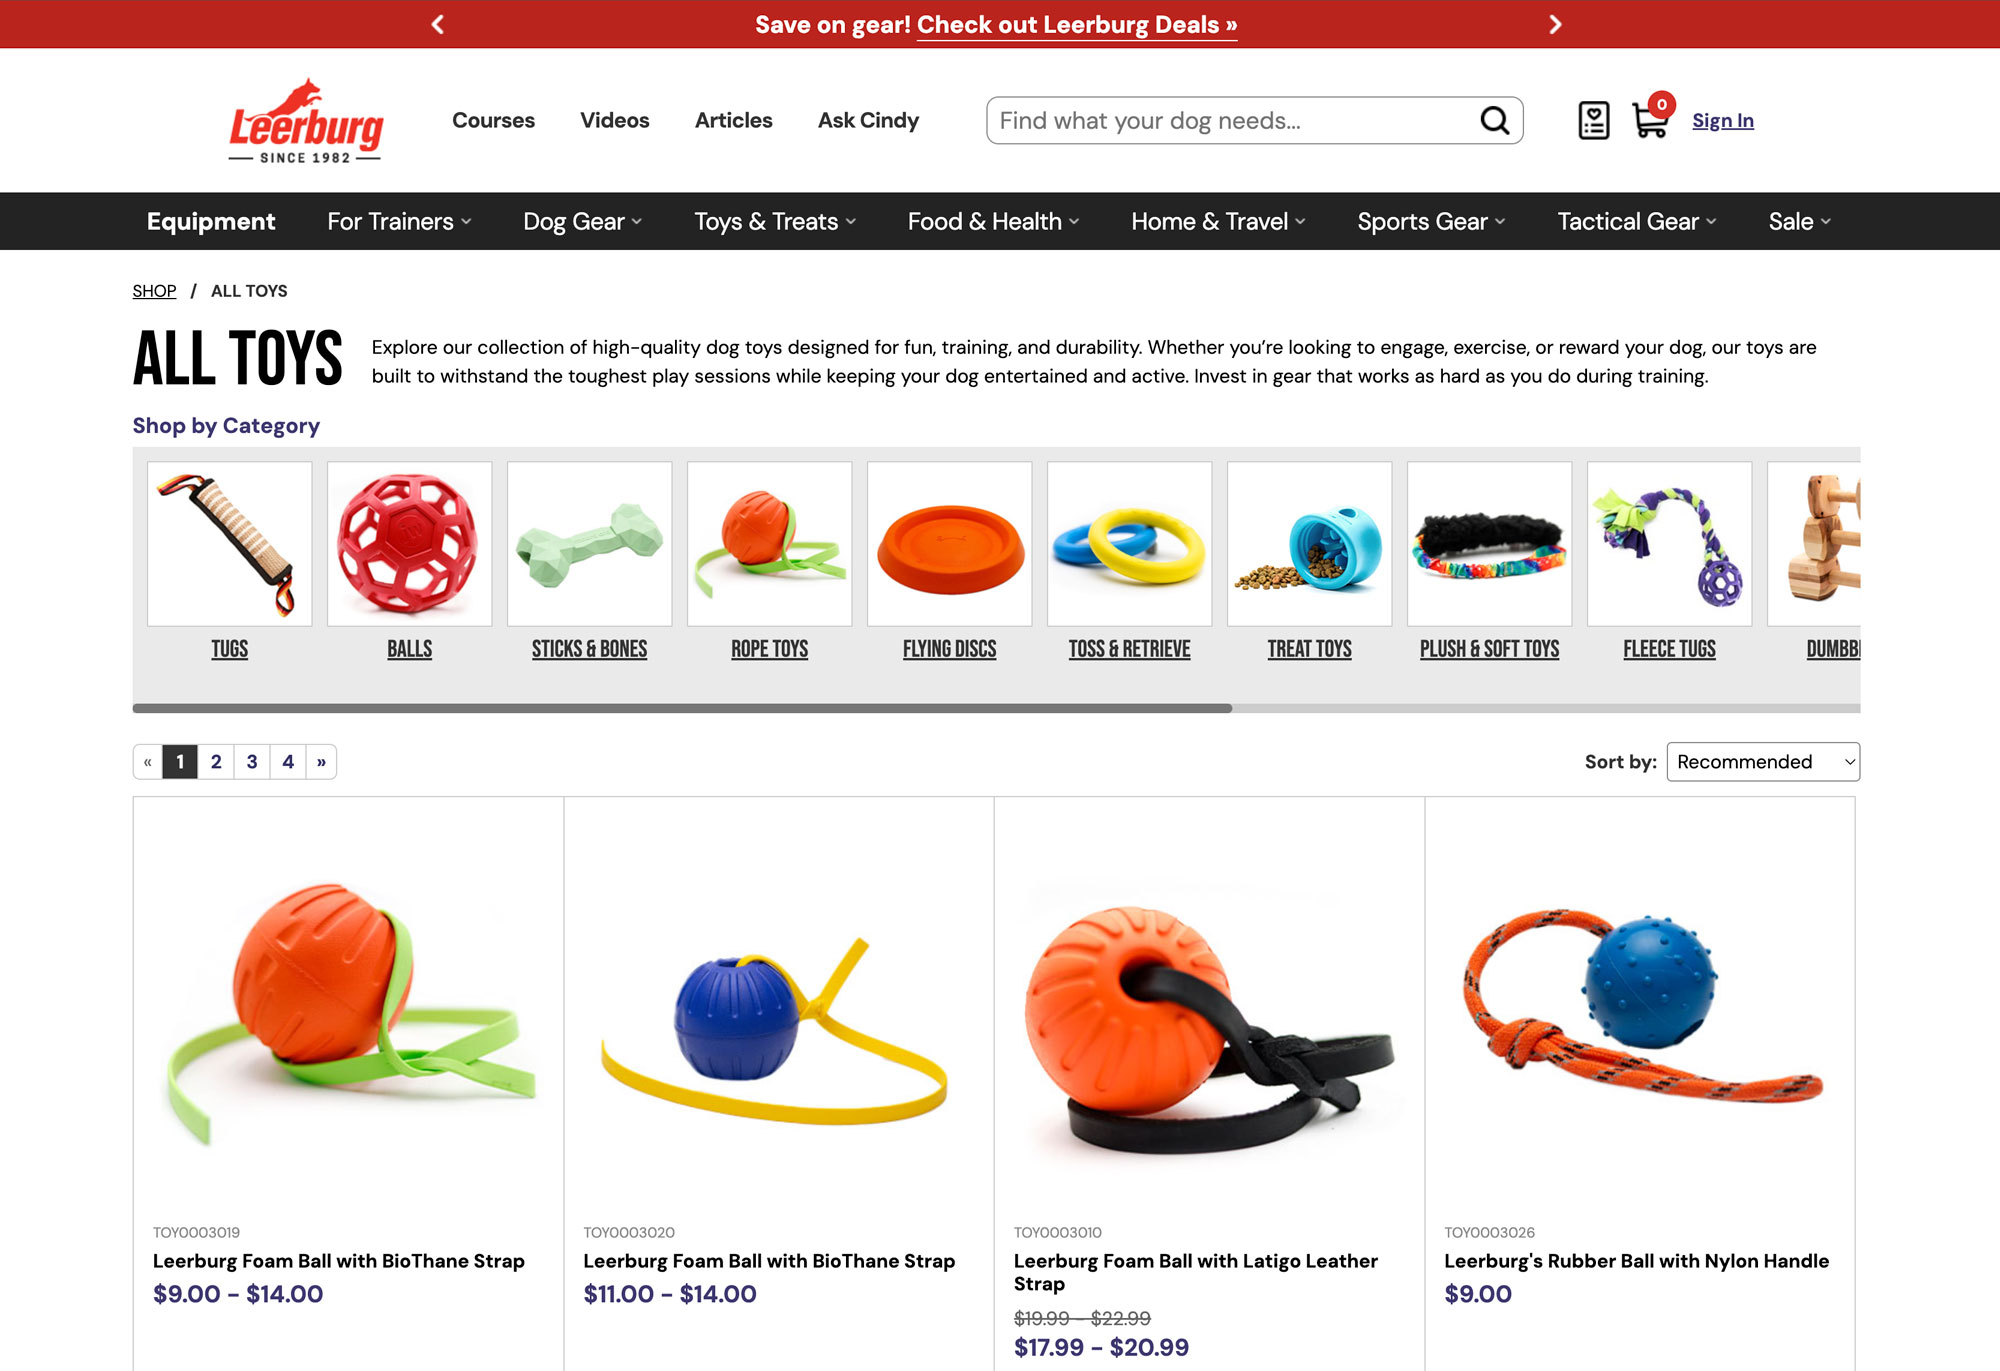 Save on gear! Check out Leerburg Deals »
Leerburg
SINCE 1982
Courses
Videos
Articles
Ask Cindy
Find what your dog needs...
0
Sign In
Equipment
For Trainers
Dog Gear
Toys & Treats
Food & Health
Home & Travel
Sports Gear
Tactical Gear
Sale
SHOP / ALL TOYS
ALL TOYS
Explore our collection of high-quality dog toys designed for fun, training, and durability. Whether you’re looking to engage, exercise, or reward your dog, our toys are
built to withstand the toughest play sessions while keeping your dog entertained and active. Invest in gear that works as hard as you do during training.
Shop by Category
TUGS
BALLS
STICKS & BONES
ROPE TOYS
FLYING DISCS
TOSS & RETRIEVE
TREAT TOYS
PLUSH & SOFT TOYS
FLEECE TUGS
DUMBB
« 1 2 3 4 »
Sort by: Recommended
TOY0003019
Leerburg Foam Ball with BioThane Strap
$9.00 - $14.00
TOY0003020
Leerburg Foam Ball with BioThane Strap
$11.00 - $14.00
TOY0003010
Leerburg Foam Ball with Latigo Leather
Strap
$19.99 - $22.99
$17.99 - $20.99
TOY0003026
Leerburg's Rubber Ball with Nylon Handle
$9.00